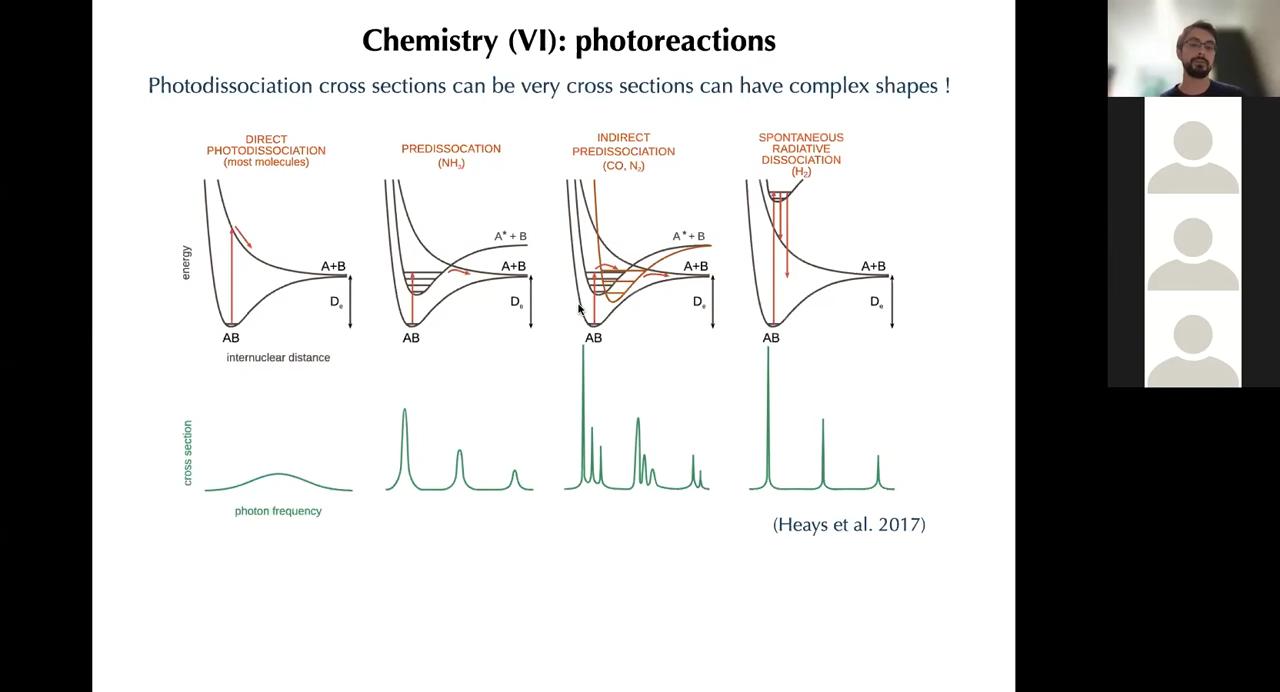 Chemistry (VI): photoreactions
Photodissociation cross sections can be very cross sections can have complex shapes !
DIRECT
PHOTODISSOCIATION
(most molecules)
energy
A+B
De
AB
internuclear distance
PREDISSOCATION
(NH3)
A* + B
A+B
De
AB
INDIRECT
PREDISSOCIATION
(CO, N2)
A* + B
A+B
De
AB
SPONTANEOUS
RADIATIVE
DISSOCIATION
(H2)
A+B
De
AB
cross section
photon frequency
(Heays et al. 2017)